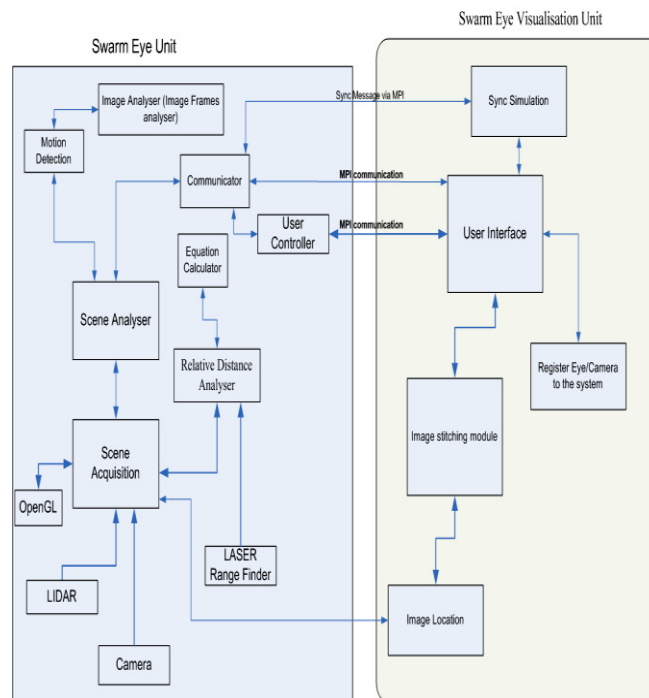 Swarm Eye Visualisation Unit
Swarm Eye Unit
Image Analyser (Image Frames
analyser)
Sync Message via MPI
Sync Simulation
Motion
Detection
Communicator
MPI communication
User Interface
User
Controller
MPI communication
Equation
Calculator
Scene
Analyser
Relative Distance
Analyser
Register Eye/Camera
to the system
Image stitching module
Scene
Acquisition
OpenGL
LASER
Range Finder
LIDAR
Image Location
Camera